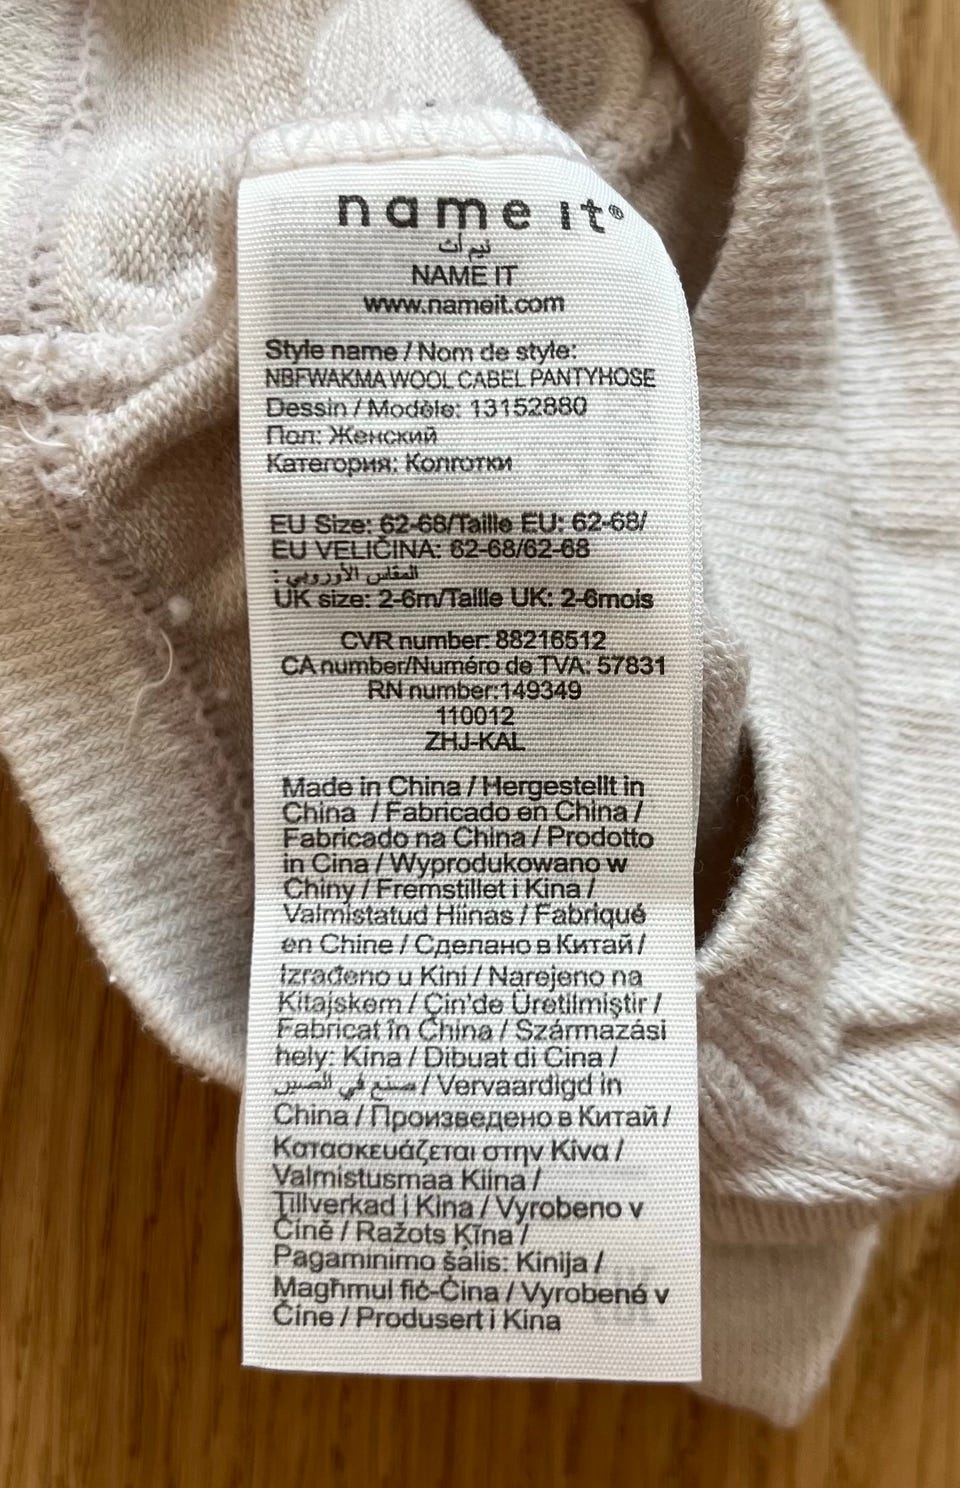 name it®
نيم ات
NAME IT
www.nameit.com
Style name / Nom de style:
NBFWAKMA WOOL CABEL PANTYHOSE
Dessin / Modèle: 13152880
Пол: Женский
Категория: Колготки
EU Size: 62-68/Taille EU: 62-68/
EU VELIČINA: 62-68/62-68
المقاس الأوروبي :
UK size: 2-6m/Taille UK: 2-6mois
CVR number: 88216512
CA number/Numéro de TVA: 57831
RN number:149349
110012
ZHJ-KAL
Made in China / Hergestellt in
China / Fabricado en China /
Fabricado na China / Prodotto
in Cina / Wyprodukowano w
Chiny / Fremstillet i Kina /
Valmistatud Hiinas / Fabriqué
en Chine / Сделано в Китай /
Izrađeno u Kini / Narejeno na
Kitajskem / Çin'de Üretilmiştir /
Fabricat în China / Származási
hely: Kína / Dibuat di Cina /
صنع في الصين / Vervaardigd in
China / Произведено в Китай /
Κατασκευάζεται στην Κίνα /
Valmistusmaa Kiina /
Tillverkad i Kina / Vyrobeno v
Číně / Ražots Ķīna /
Pagaminimo šalis: Kinija /
Magħmul fiċ-Ċina / Vyrobené v
Číne / Produsert i Kina